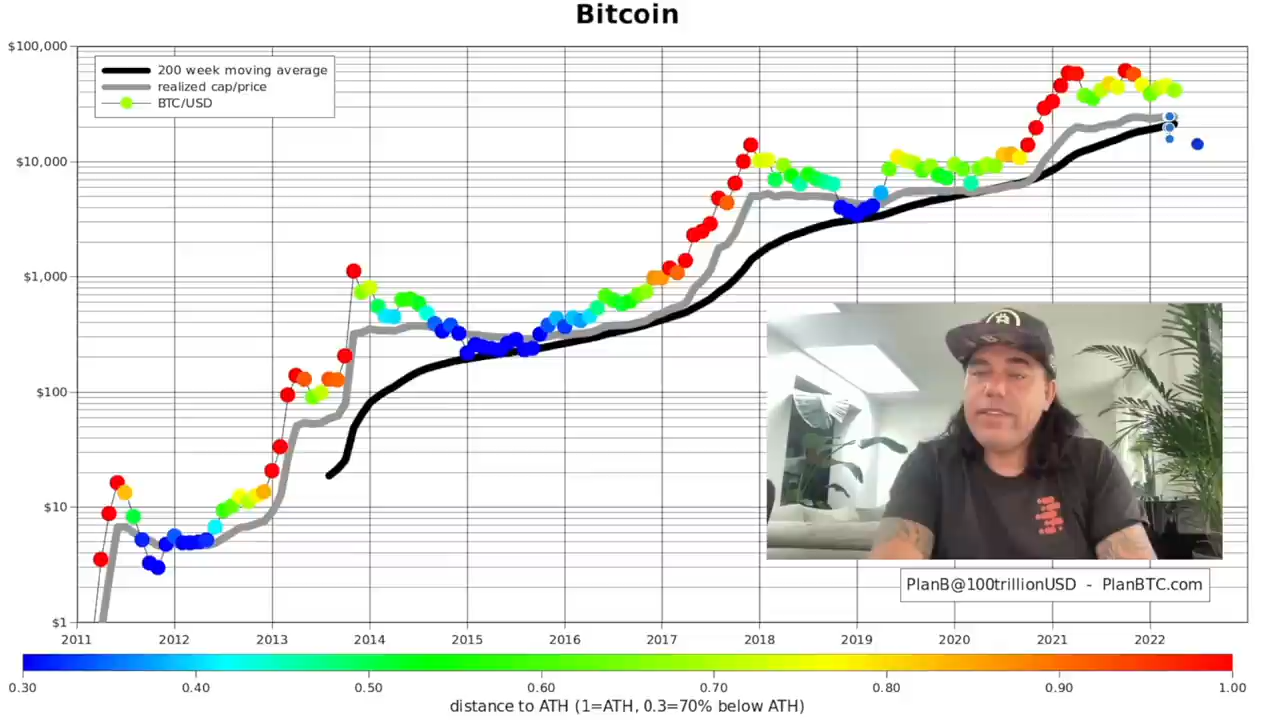 Bitcoin
$100,000
$10,000
$1,000
$100
$10
$1
200 week moving average
realized cap/price
BTC/USD
PlanB@100trillionUSD - PlanBTC.com
2011 2012 2013 2014 2015 2016 2017 2018 2019 2020 2021 2022
0.30 0.40 0.50 0.60 0.70 0.80 0.90 1.00
distance to ATH (1=ATH, 0.3=70% below ATH)